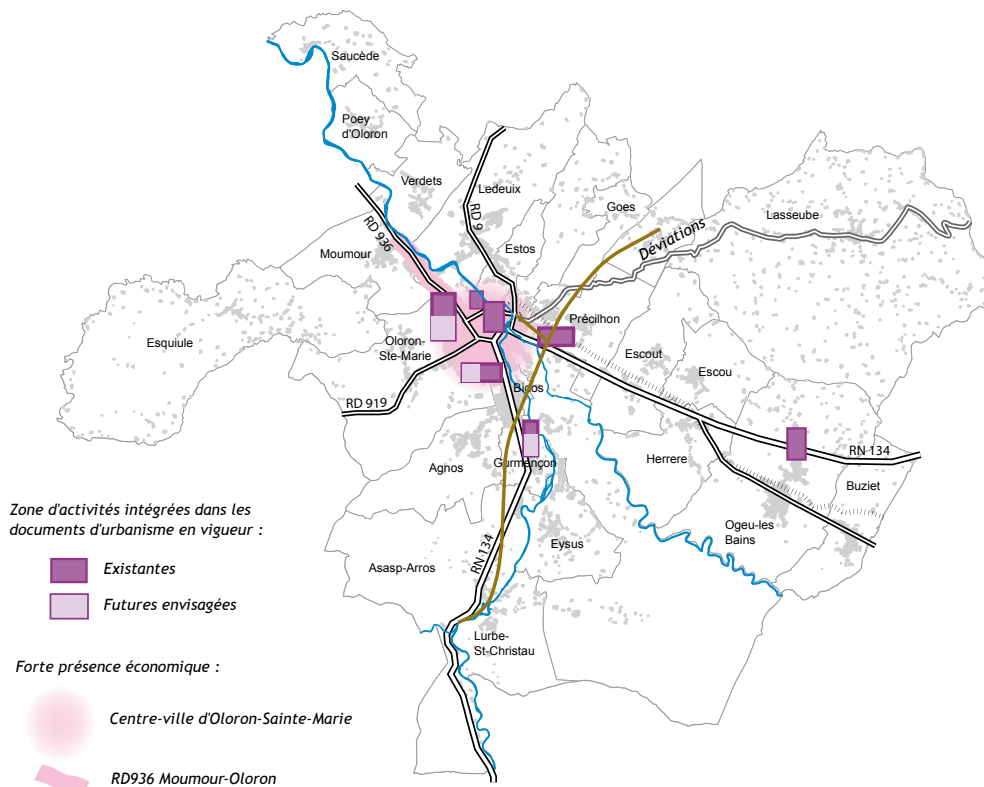 Saucède
Poey
d'Oloron
Verdets
Ledeuix
RD 9
Goes
Lasseube
Déviations
Estos
RD 936
Moumour
Précilhon
Esquiule
Oloron-
Ste-Marie
Escout
Escou
Bidos
RD 919
Agnos
Gurmençon
Herrere
RN 134
Buziet
Ogeu-les
Bains
Eysus
RN 134
Asasp-Arros
Lurbe-
St-Christau
Zone d'activités intégrées dans les
documents d'urbanisme en vigueur :
Existantes
Futures envisagées
Forte présence économique :
Centre-ville d'Oloron-Sainte-Marie
RD936 Moumour-Oloron